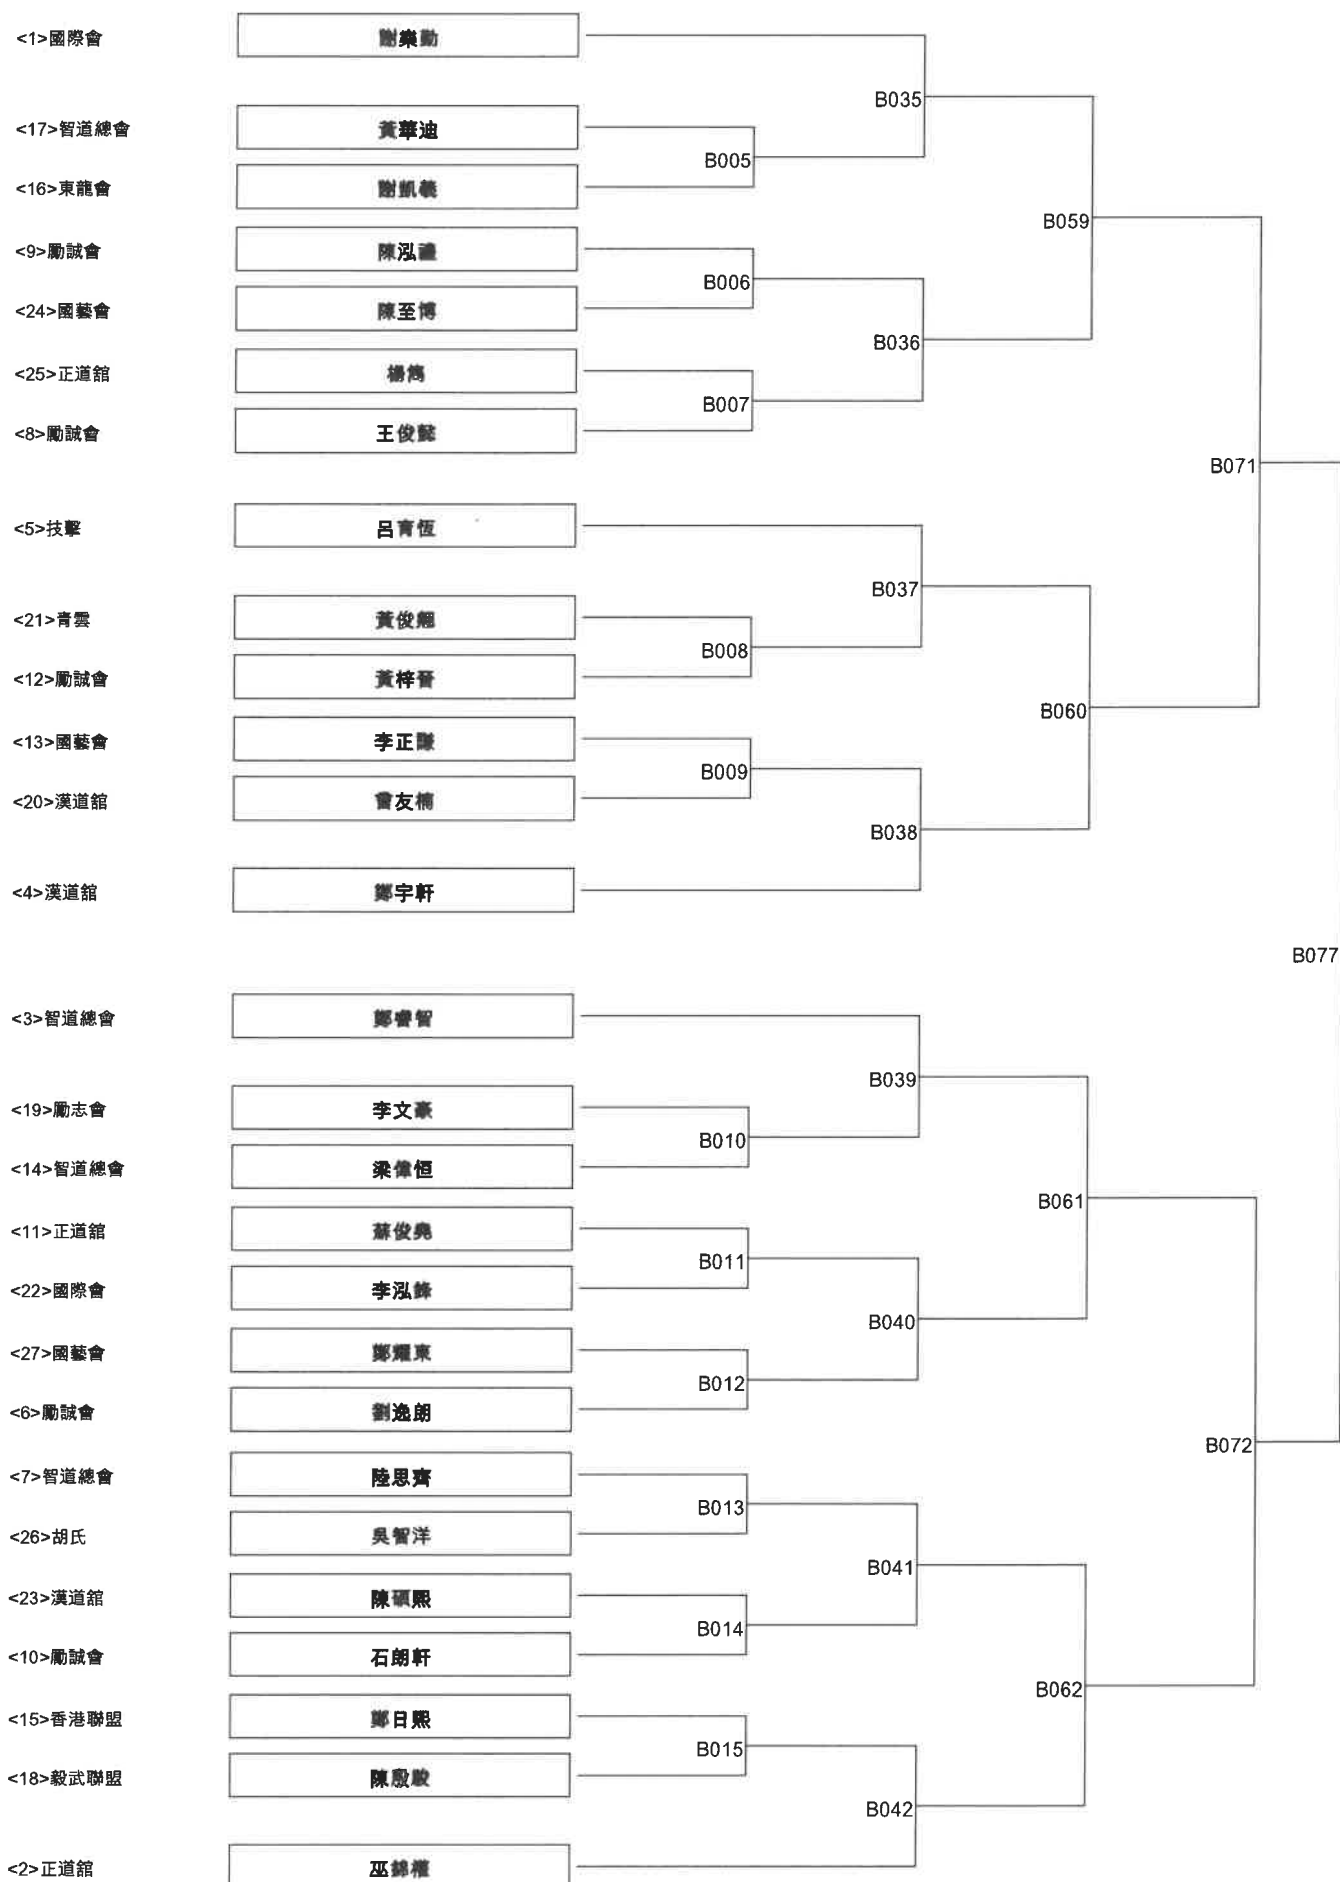 <1>國際會 謝樂勤
B035
<17>智道總會 黃華迪
B005
<16>東龍會 謝凱羲
B059
<9>勵誠會 陳泓禮
B006
<24>國藝會 陳至博
B036
<25>正道舘 楊雋
B007
<8>勵誠會 王俊懿
B071
<5>技擊 呂育恆
B037
<21>青雲 黃俊翹
B008
<12>勵誠會 黃梓晉
B060
<13>國藝會 李正謙
B009
<20>漢道舘 曾友楠
B038
<4>漢道舘 鄭宇軒
B077
<3>智道總會 鄭睿智
B039
<19>勵志會 李文豪
B010
<14>智道總會 梁偉恒
B061
<11>正道舘 蘇俊堯
B011
<22>國際會 李泓鋒
B040
<27>國藝會 鄭耀東
B012
<6>勵誠會 劉逸朗
B072
<7>智道總會 陸思齊
B013
<26>胡氏 吳智洋
B041
<23>漢道舘 陳碩熙
B014
<10>勵誠會 石朗軒
B062
<15>香港聯盟 鄭日熙
B015
<18>毅武聯盟 陳殷駿
B042
<2>正道舘 巫錦權